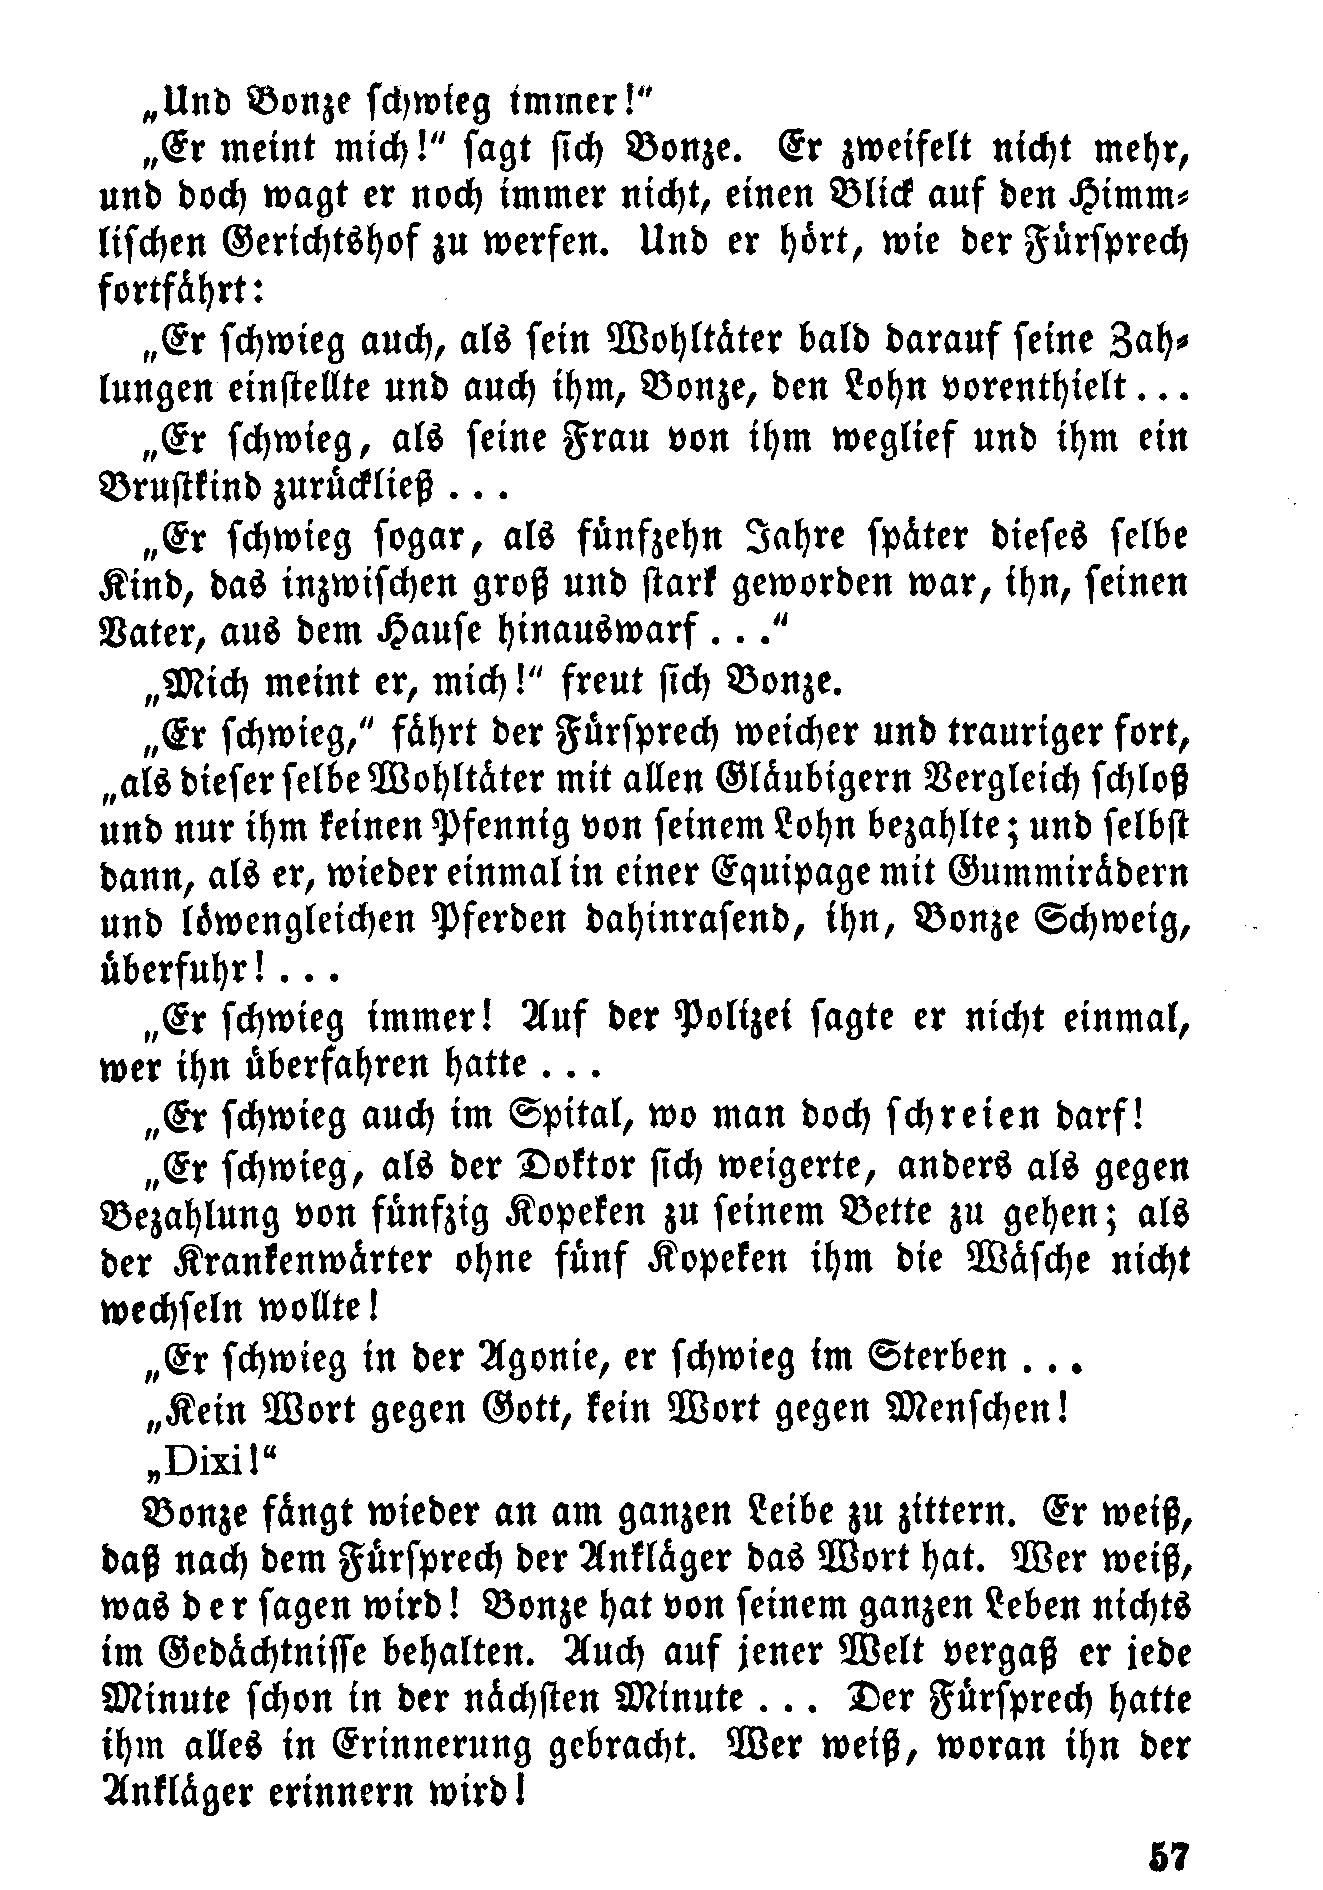 „Und Bonze schwieg immer!“
„Er meint mich!“ sagt sich Bonze. Er zweifelt nicht mehr,
und doch wagt er noch immer nicht, einen Blick auf den Himm-
lischen Gerichtshof zu werfen. Und er hört, wie der Fürsprech
fortfährt:
„Er schwieg auch, als sein Wohltäter bald darauf seine Zah-
lungen einstellte und auch ihm, Bonze, den Lohn vorenthielt...
„Er schwieg, als seine Frau von ihm weglief und ihm ein
Brustkind zurückließ ...
„Er schwieg sogar, als fünfzehn Jahre später dieses selbe
Kind, das inzwischen groß und stark geworden war, ihn, seinen
Vater, aus dem Hause hinauswarf ...“
„Mich meint er, mich!“ freut sich Bonze.
„Er schwieg,“ fährt der Fürsprech weicher und trauriger fort,
„als dieser selbe Wohltäter mit allen Gläubigern Vergleich schloß
und nur ihm keinen Pfennig von seinem Lohn bezahlte; und selbst
dann, als er, wieder einmal in einer Equipage mit Gummirädern
und löwengleichen Pferden dahinrasend, ihn, Bonze Schweig,
überfuhr! ...
„Er schwieg immer! Auf der Polizei sagte er nicht einmal,
wer ihn überfahren hatte ...
„Er schwieg auch im Spital, wo man doch schreien darf!
„Er schwieg, als der Doktor sich weigerte, anders als gegen
Bezahlung von fünfzig Kopeken zu seinem Bette zu gehen; als
der Krankenwärter ohne fünf Kopeken ihm die Wäsche nicht
wechseln wollte!
„Er schwieg in der Agonie, er schwieg im Sterben ...
„Kein Wort gegen Gott, kein Wort gegen Menschen!
„Dixi!“
Bonze fängt wieder an am ganzen Leibe zu zittern. Er weiß,
daß nach dem Fürsprech der Ankläger das Wort hat. Wer weiß,
was der sagen wird! Bonze hat von seinem ganzen Leben nichts
im Gedächtnisse behalten. Auch auf jener Welt vergaß er jede
Minute schon in der nächsten Minute ... Der Fürsprech hatte
ihm alles in Erinnerung gebracht. Wer weiß, woran ihn der
Ankläger erinnern wird!
57